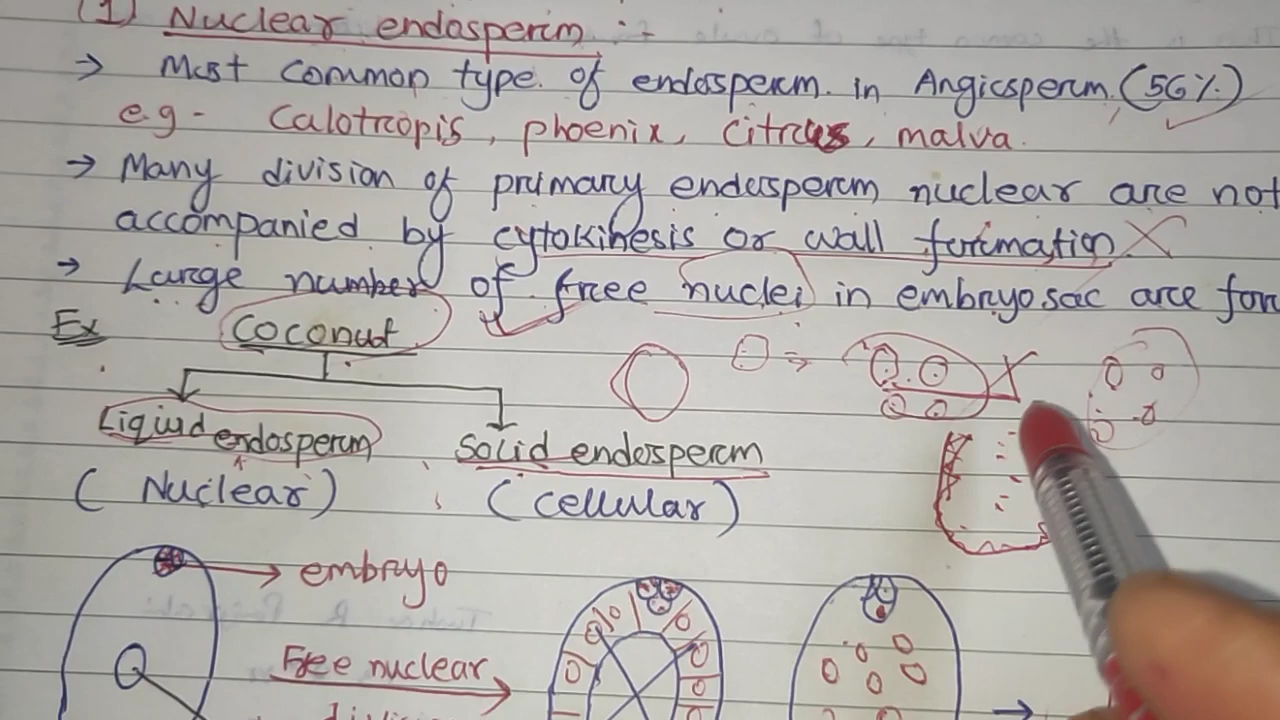 (1) Nuclear endosperm :-
→ Most common type of endosperm in Angiosperm (56%)
e.g - Calotropis, phoenix, citrus, malva.
→ Many division of primary endosperm nuclear are not
accompanied by cytokinesis or wall formation
→ Large number of free nuclei in embryo sac are for
Ex Coconut
Liquid endosperm Solid endosperm
(Nuclear) (cellular)
embryo
Free nuclear